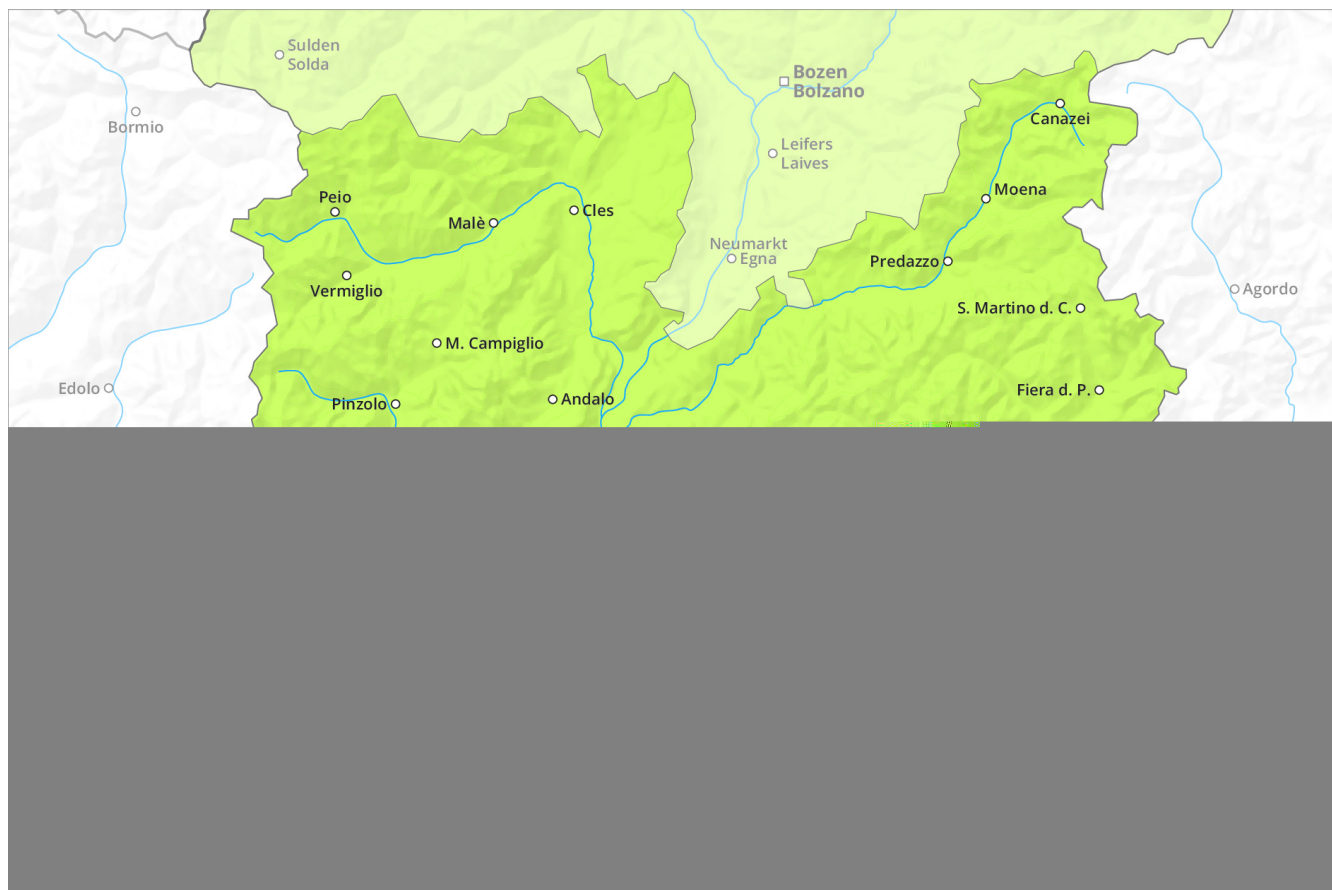 Sulden
Solda
Bozen
Bolzano
Bormio
Canazei
Leifers
Laives
Moena
Peio
Cles
Malè
Neumarkt
Egna
Predazzo
Vermiglio
Agordo
S. Martino d. C.
M. Campiglio
Edolo
Fiera d. P.
Andalo
Pinzolo